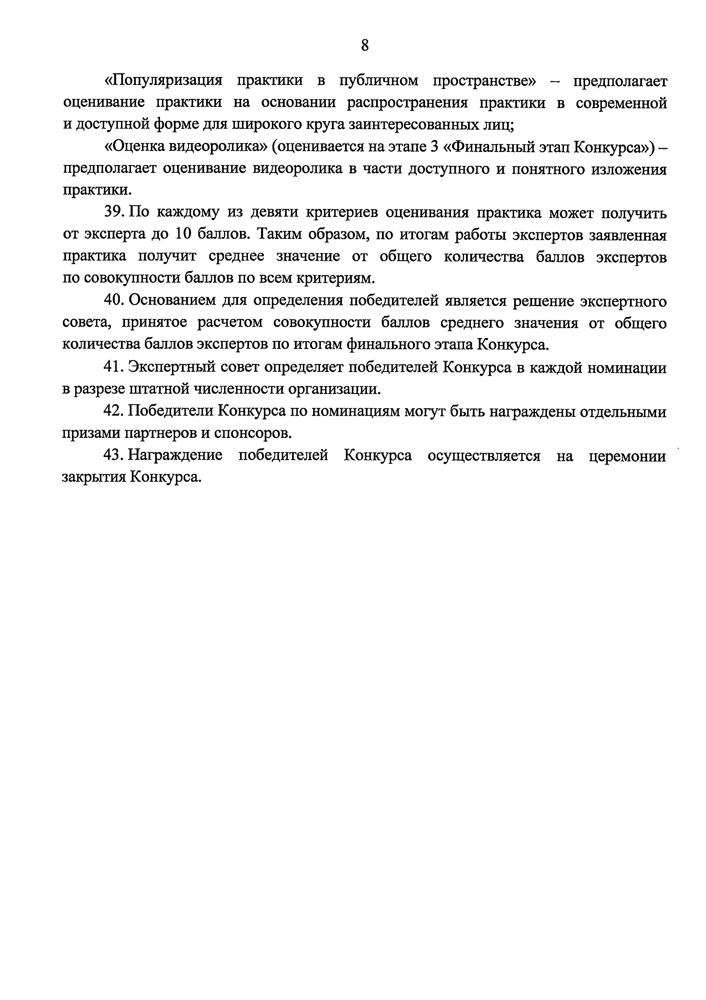 8
«Популяризация практики в публичном пространстве» – предполагает
оценивание практики на основании распространения практики в современной
и доступной форме для широкого круга заинтересованных лиц;
«Оценка видеоролика» (оценивается на этапе 3 «Финальный этап Конкурса») –
предполагает оценивание видеоролика в части доступного и понятного изложения
практики.
39. По каждому из девяти критериев оценивания практика может получить
от эксперта до 10 баллов. Таким образом, по итогам работы экспертов заявленная
практика получит среднее значение от общего количества баллов экспертов
по совокупности баллов по всем критериям.
40. Основанием для определения победителей является решение экспертного
совета, принятое расчетом совокупности баллов среднего значения от общего
количества баллов экспертов по итогам финального этапа Конкурса.
41. Экспертный совет определяет победителей Конкурса в каждой номинации
в разрезе штатной численности организации.
42. Победители Конкурса по номинациям могут быть награждены отдельными
призами партнеров и спонсоров.
43. Награждение победителей Конкурса осуществляется на церемонии
закрытия Конкурса.